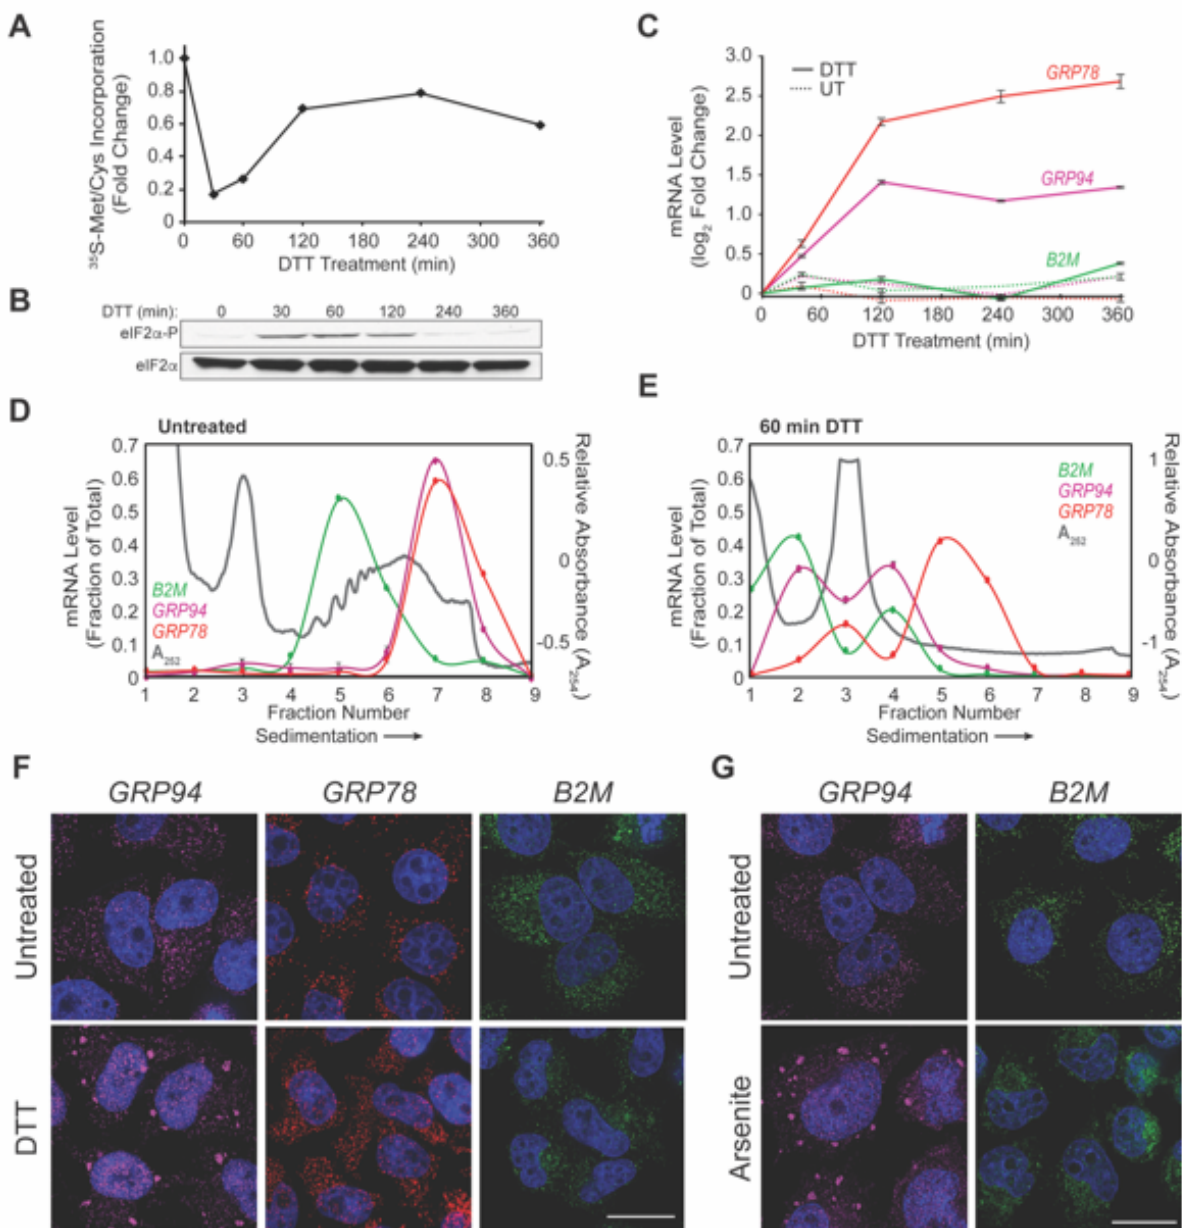 A
³⁵S-Met/Cys Incorporation
(Fold Change)
1.0
0.8
0.6
0.4
0.2
0
0 60 120 180 240 300 360
DTT Treatment (min)
B
DTT (min): 0 30 60 120 240 360
eIF2α-P
eIF2α
C
mRNA Level
(log₂ Fold Change)
3.0
2.5
2.0
1.5
1.0
0.5
0
DTT
UT
GRP78
GRP94
B2M
0 60 120 180 240 300 360
DTT Treatment (min)
D
Untreated
mRNA Level
(Fraction of Total)
0.7
0.6
0.5
0.4
0.3
0.2
0.1
0
B2M
GRP94
GRP78
A₂₅₂
0.5
0
-0.5
Relative Absorbance (A₂₅₄)
1 2 3 4 5 6 7 8 9
Fraction Number
Sedimentation →
E
60 min DTT
mRNA Level
(Fraction of Total)
0.7
0.6
0.5
0.4
0.3
0.2
0.1
0
B2M
GRP94
GRP78
A₂₅₂
1
0
-1
Relative Absorbance (A₂₅₄)
1 2 3 4 5 6 7 8 9
Fraction Number
Sedimentation →
F
GRP94 GRP78 B2M
Untreated
DTT
G
GRP94 B2M
Untreated
Arsenite